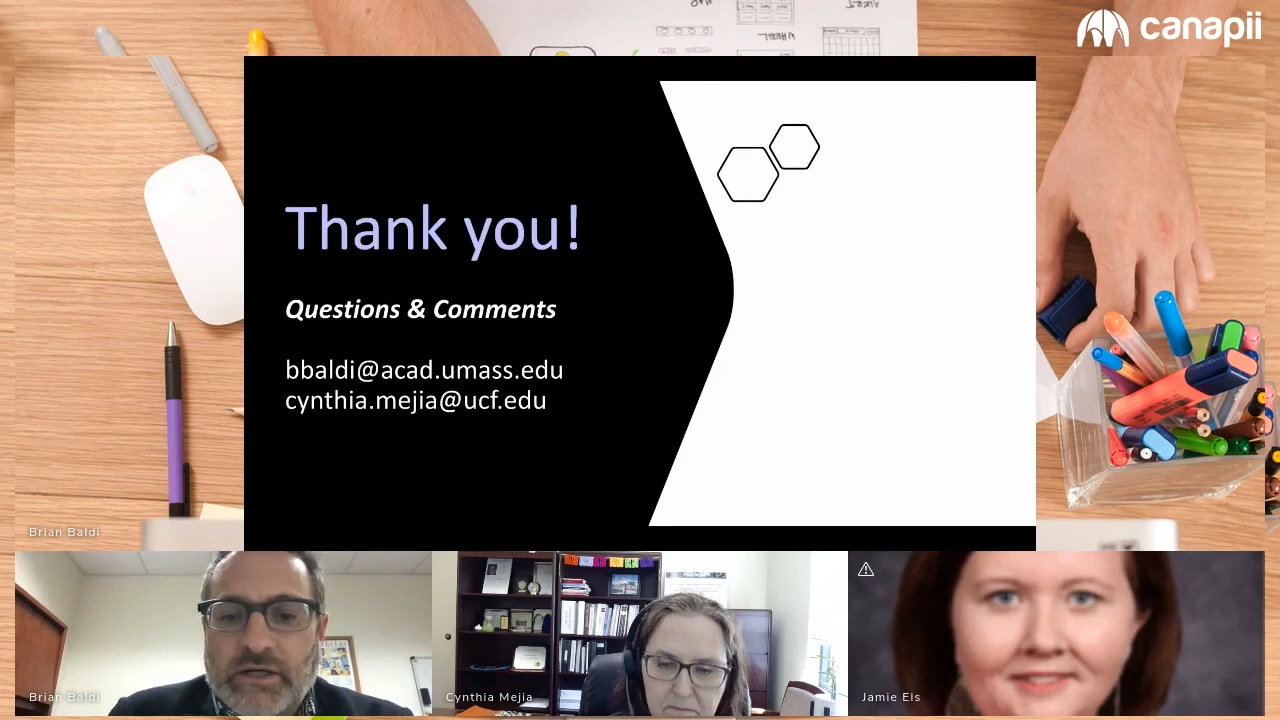 canapii
Thank you!
Questions & Comments
bbaldi@acad.umass.edu
cynthia.mejia@ucf.edu
Brian Baldi
Brian Baldi
Cynthia Mejia
Jamie Els